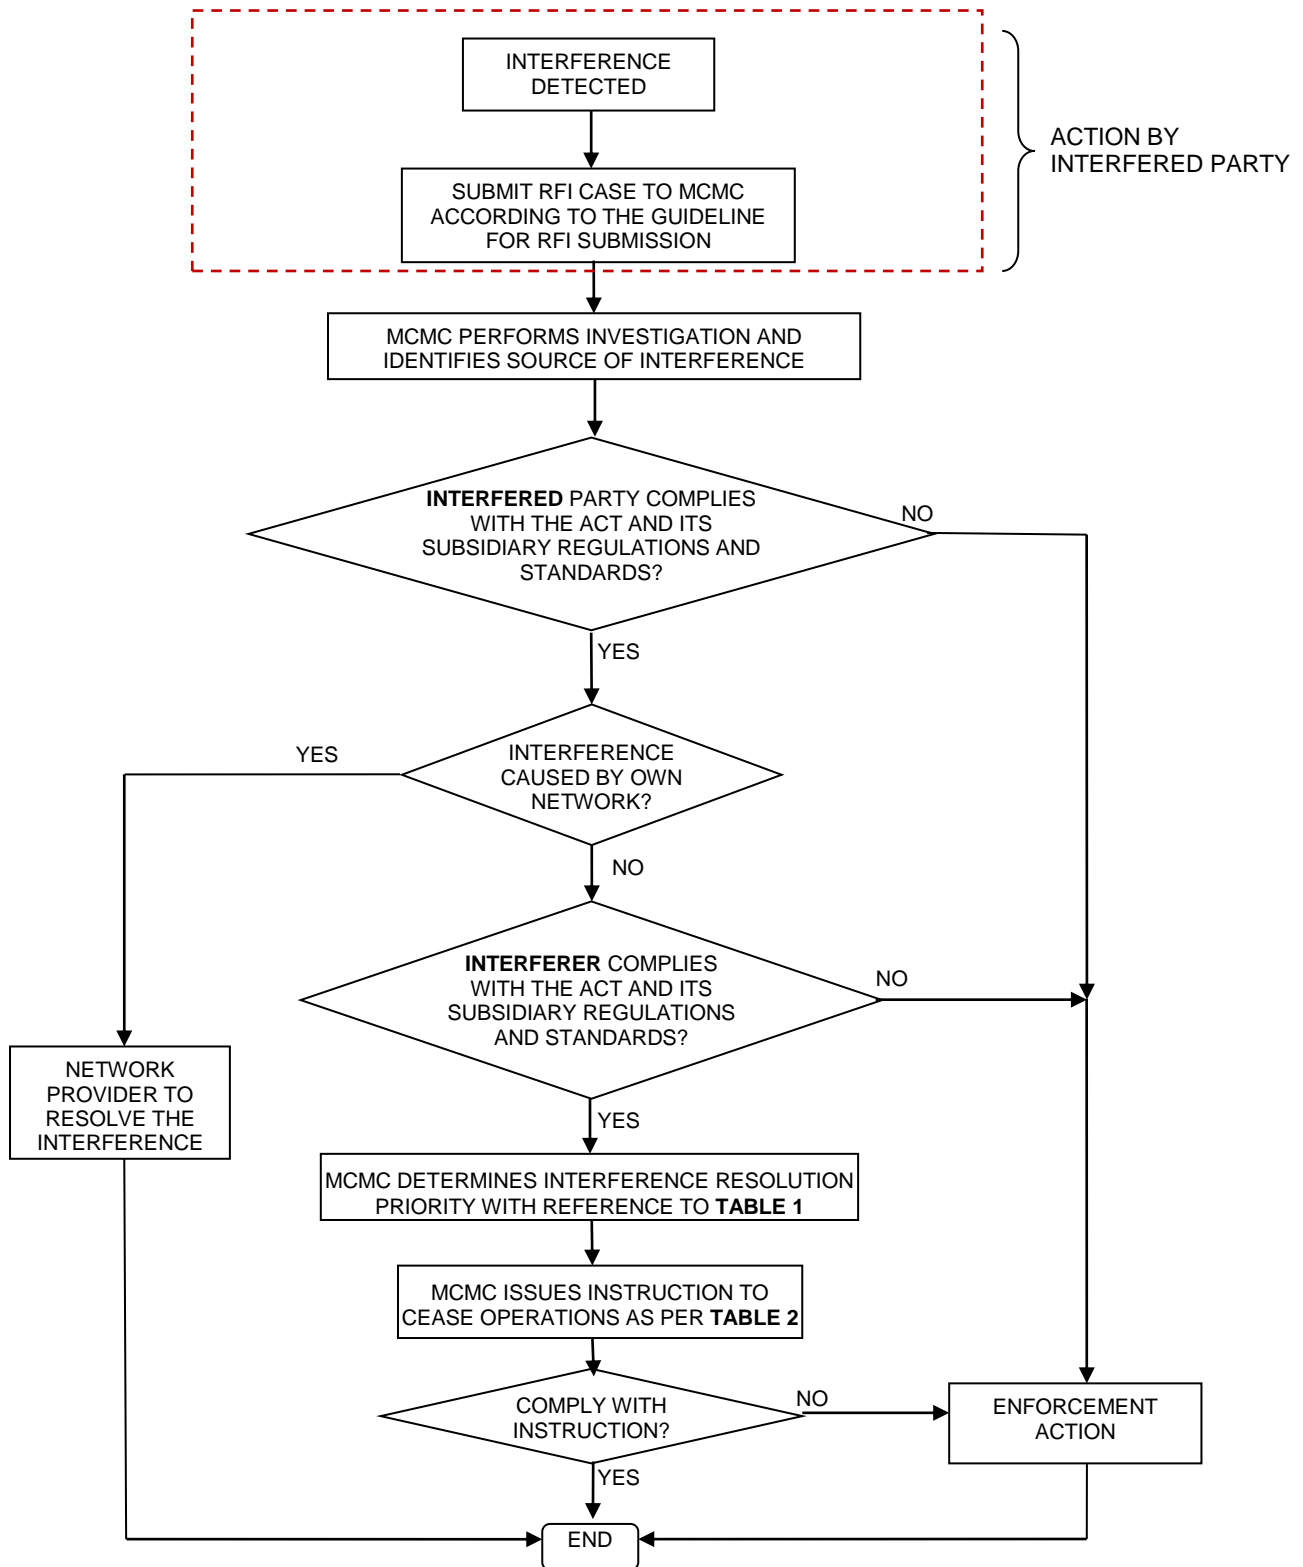 INTERFERENCE
DETECTED
ACTION BY
INTERFERED PARTY
SUBMIT RFI CASE TO MCMC
ACCORDING TO THE GUIDELINE
FOR RFI SUBMISSION
MCMC PERFORMS INVESTIGATION AND
IDENTIFIES SOURCE OF INTERFERENCE
INTERFERED PARTY COMPLIES
WITH THE ACT AND ITS
SUBSIDIARY REGULATIONS AND
STANDARDS?
NO
YES
INTERFERENCE
CAUSED BY OWN
NETWORK?
YES
NO
INTERFERER COMPLIES
WITH THE ACT AND ITS
SUBSIDIARY REGULATIONS
AND STANDARDS?
NO
NETWORK
PROVIDER TO
RESOLVE THE
INTERFERENCE
YES
MCMC DETERMINES INTERFERENCE RESOLUTION
PRIORITY WITH REFERENCE TO TABLE 1
MCMC ISSUES INSTRUCTION TO
CEASE OPERATIONS AS PER TABLE 2
COMPLY WITH
INSTRUCTION?
NO
ENFORCEMENT
ACTION
YES
END